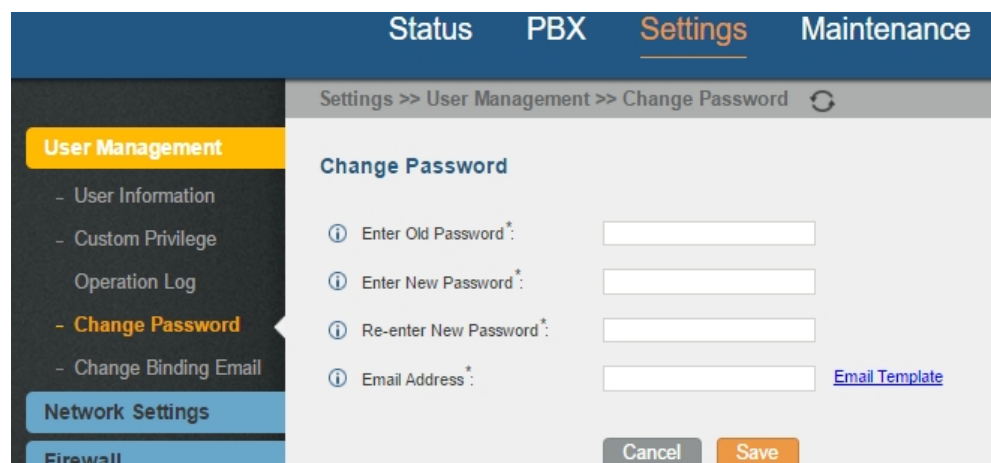 Status PBX Settings Maintenance
Settings >> User Management >> Change Password
User Management
- User Information
- Custom Privilege
Operation Log
- Change Password
- Change Binding Email
Network Settings
Firewall
Change Password
Enter Old Password*:
Enter New Password*:
Re-enter New Password*:
Email Address*: Email Template
Cancel Save